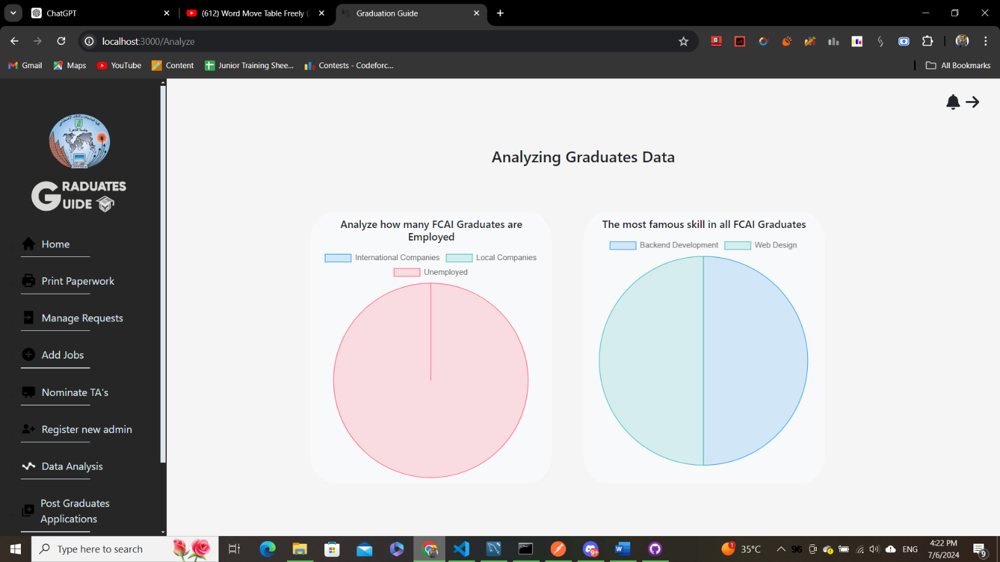 ChatGPT
(612) Word Move Table Freely (
Graduation Guide
localhost:3000/Analyze
Gmail
Maps
YouTube
Content
Junior Training Shee...
Contests - Codeforc...
All Bookmarks
جامعة القاهرة
GRADUATES
GUIDE
Home
Print Paperwork
Manage Requests
Add Jobs
Nominate TA's
Register new admin
Data Analysis
Post Graduates
Applications
Analyzing Graduates Data
Analyze how many FCAI Graduates are
Employed
International Companies
Local Companies
Unemployed
The most famous skill in all FCAI Graduates
Backend Development
Web Design
Type here to search
9+
1
35°C
96
ENG
4:22 PM
7/6/2024
9